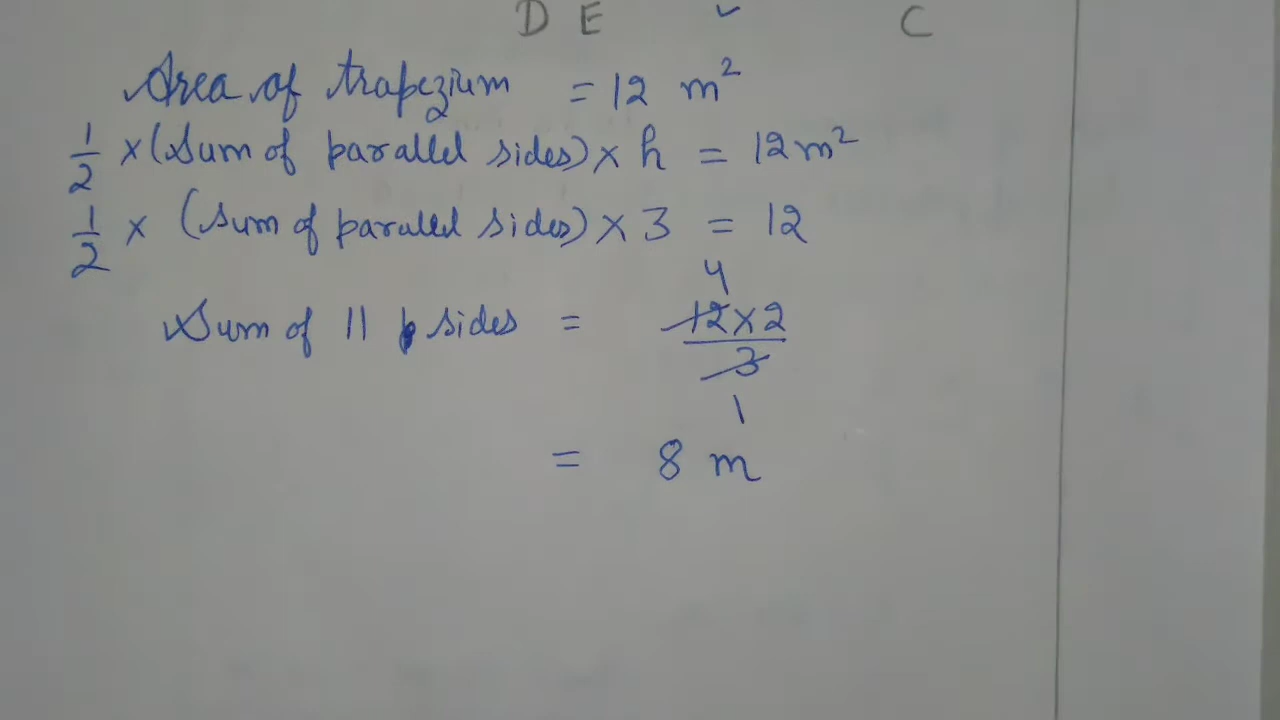 D E C
Area of trapezium = 12 m²
1/2 × (Sum of parallel sides) × h = 12 m²
1/2 × (Sum of parallel sides) × 3 = 12
4
Sum of || sides = 12 × 2 / 3
1
= 8 m